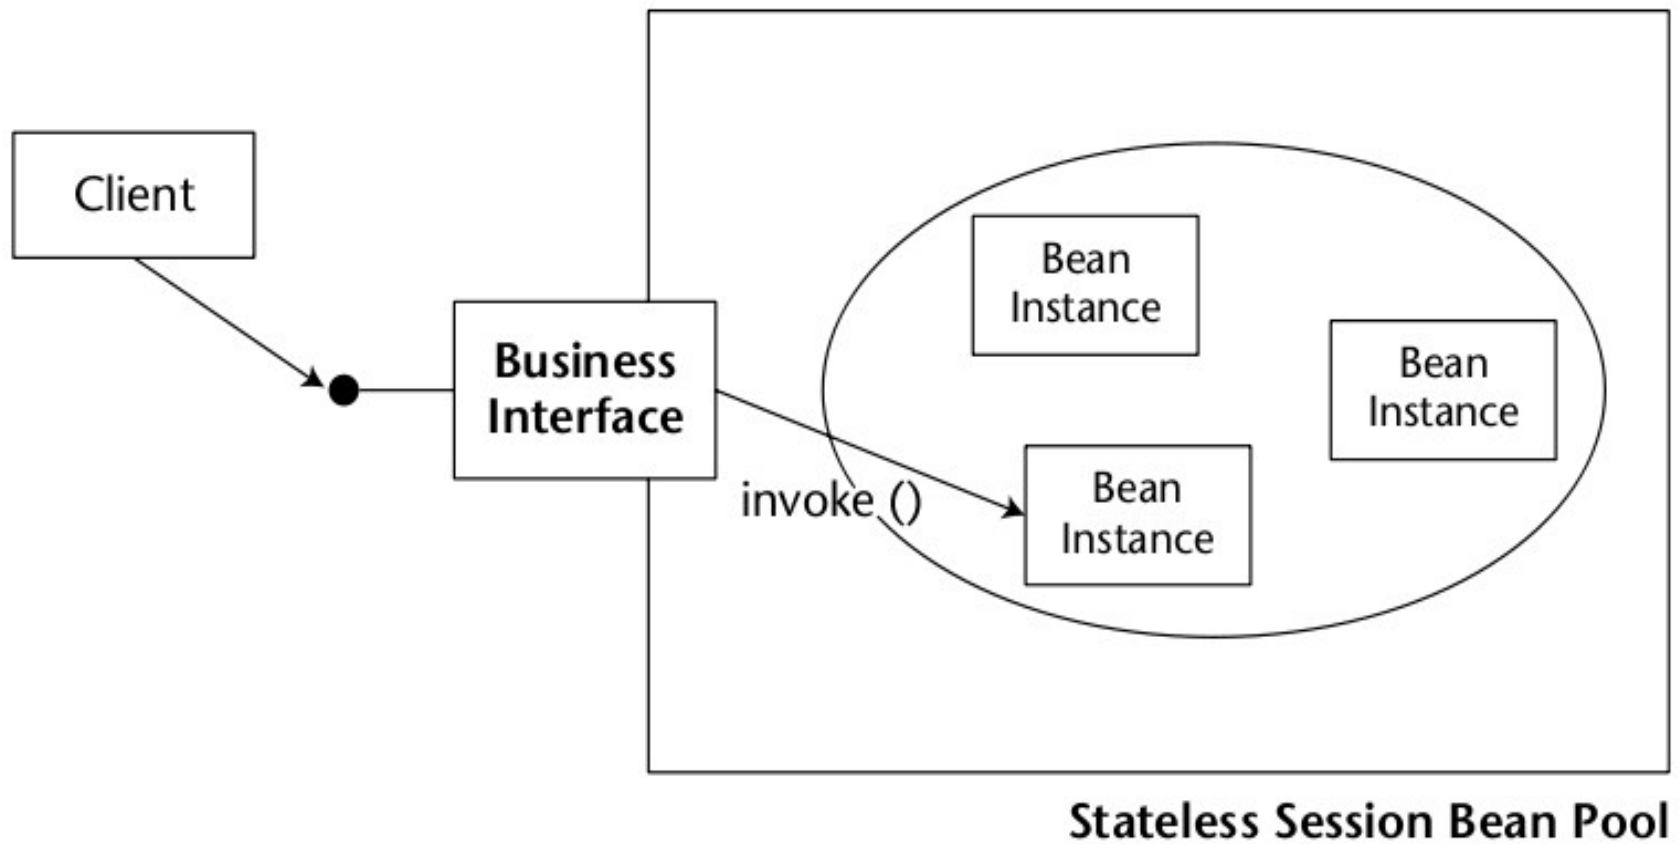 Client
Business
Interface
invoke ()
Bean
Instance
Bean
Instance
Bean
Instance
Stateless Session Bean Pool